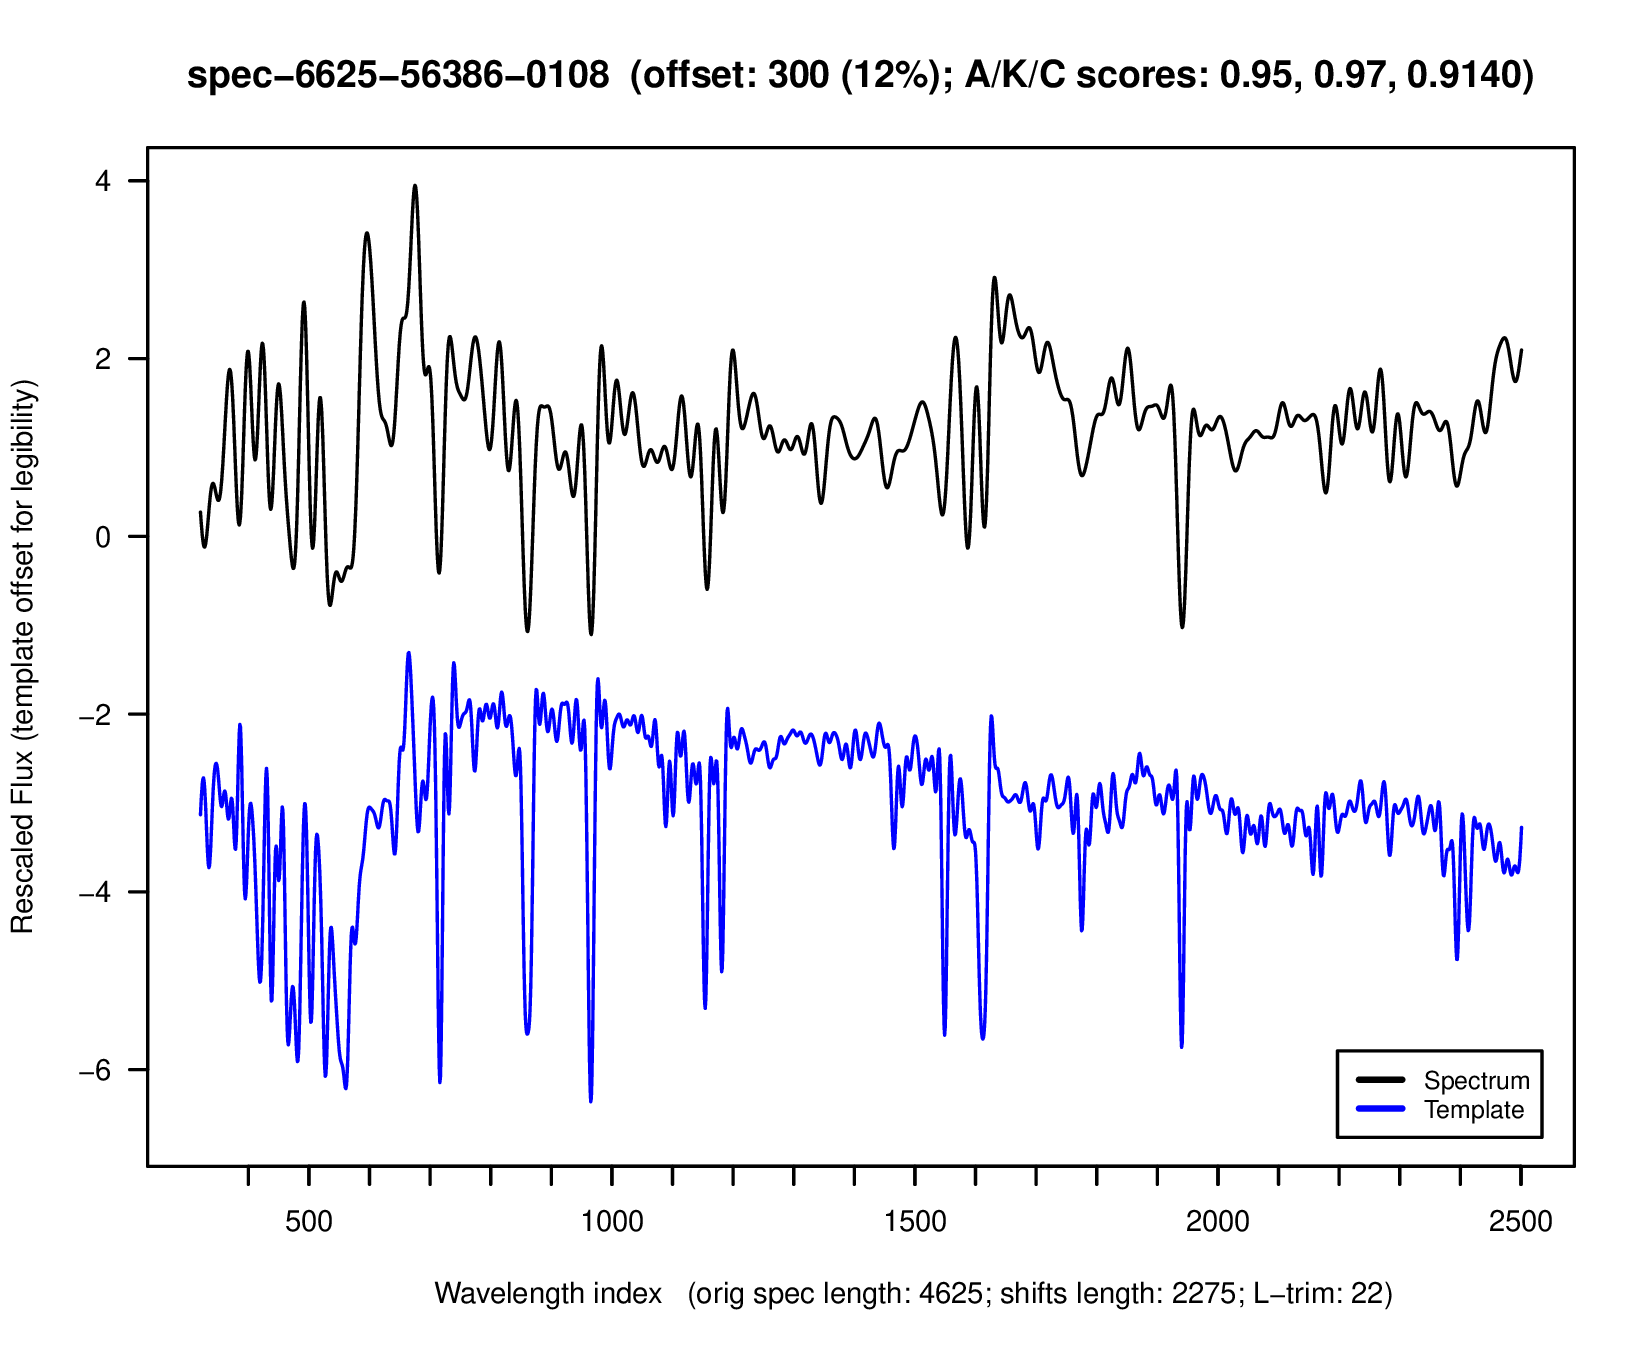 spec−6625−56386−0108 (offset: 300 (12%); A/K/C scores: 0.95, 0.97, 0.9140)
Rescaled Flux (template offset for legibility)
4
2
0
−2
−4
−6
Spectrum
Template
500 1000 1500 2000 2500
Wavelength index (orig spec length: 4625; shifts length: 2275; L−trim: 22)